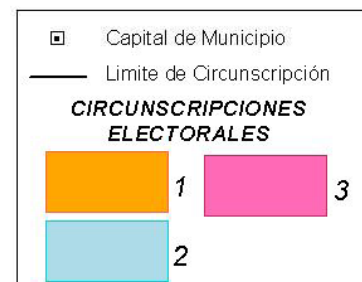 Capital de Municipio
Limite de Circunscripción
CIRCUNSCRIPCIONES
ELECTORALES
1
3
2